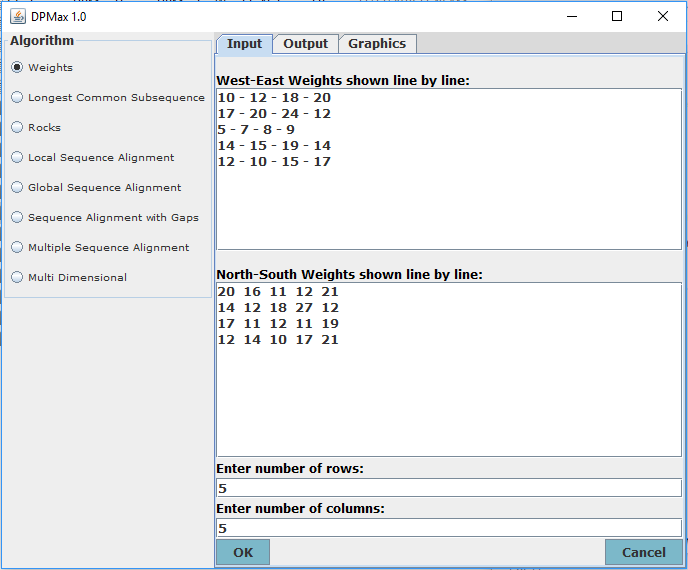 DPMax 1.0
Algorithm
Weights
Longest Common Subsequence
Rocks
Local Sequence Alignment
Global Sequence Alignment
Sequence Alignment with Gaps
Multiple Sequence Alignment
Multi Dimensional
Input Output Graphics
West-East Weights shown line by line:
10 - 12 - 18 - 20
17 - 20 - 24 - 12
5 - 7 - 8 - 9
14 - 15 - 19 - 14
12 - 10 - 15 - 17
North-South Weights shown line by line:
20 16 11 12 21
14 12 18 27 12
17 11 12 11 19
12 14 10 17 21
Enter number of rows:
5
Enter number of columns:
5
OK Cancel